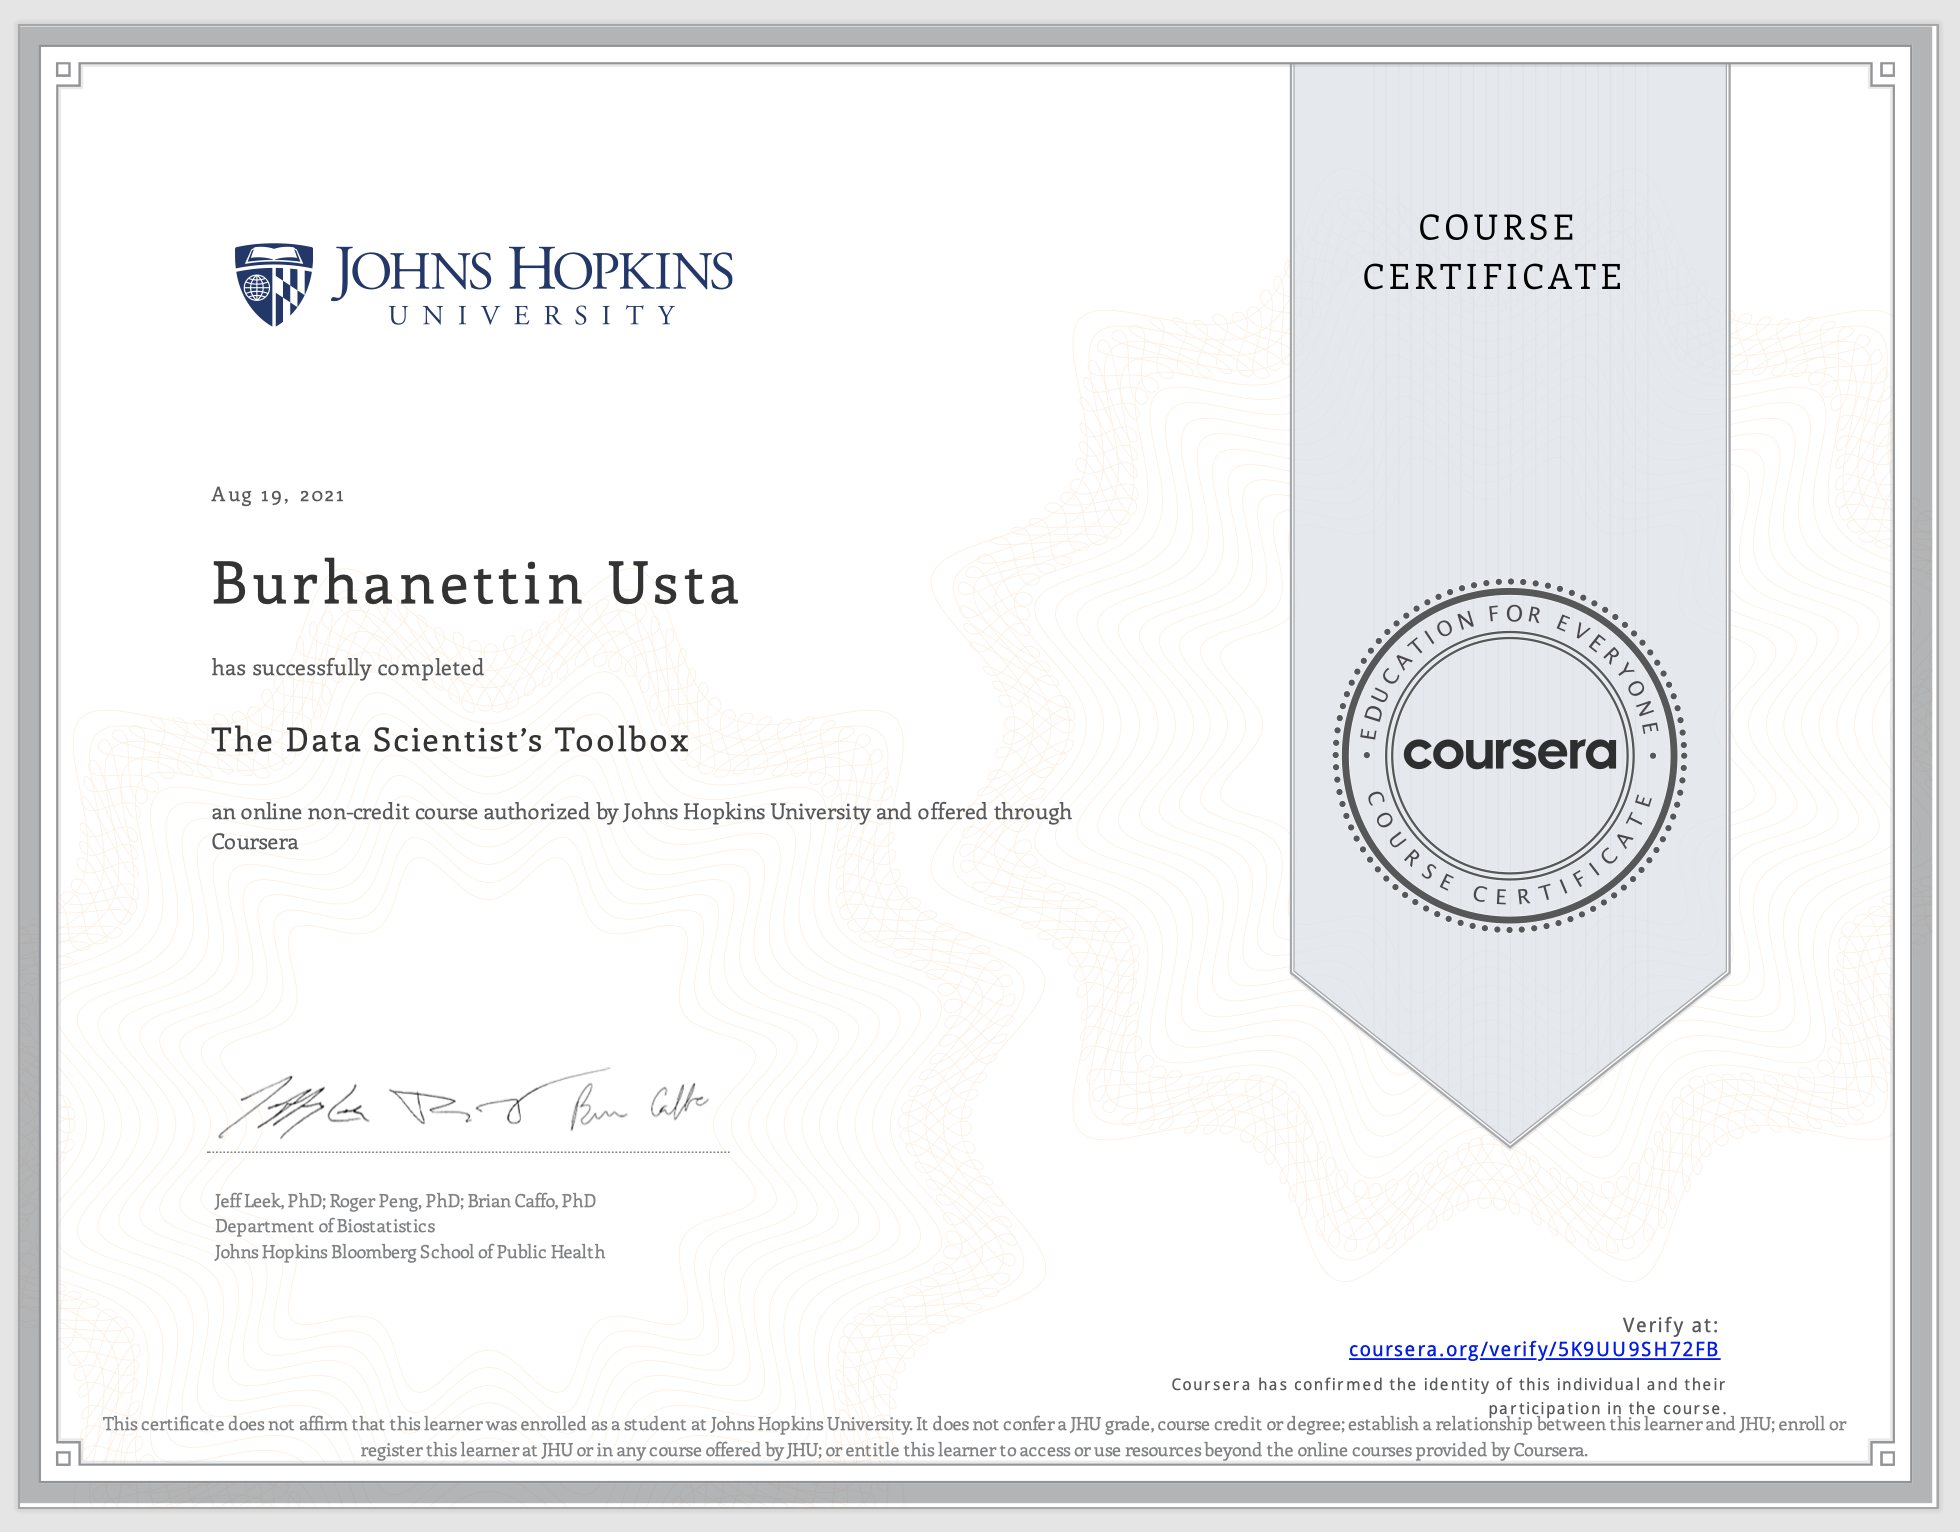 JOHNS HOPKINS
UNIVERSITY
COURSE
CERTIFICATE
Aug 19, 2021
Burhanettin Usta
has successfully completed
The Data Scientist’s Toolbox
an online non-credit course authorized by Johns Hopkins University and offered through
Coursera
EDUCATION FOR EVERYONE
coursera
COURSE CERTIFICATE
Jeff Leek, PhD; Roger Peng, PhD; Brian Caffo, PhD
Department of Biostatistics
Johns Hopkins Bloomberg School of Public Health
Verify at:
coursera.org/verify/5K9UU9SH72FB
Coursera has confirmed the identity of this individual and their
participation in the course.
This certificate does not affirm that this learner was enrolled as a student at Johns Hopkins University. It does not confer a JHU grade, course credit or degree; establish a relationship between this learner and JHU; enroll or
register this learner at JHU or in any course offered by JHU; or entitle this learner to access or use resources beyond the online courses provided by Coursera.